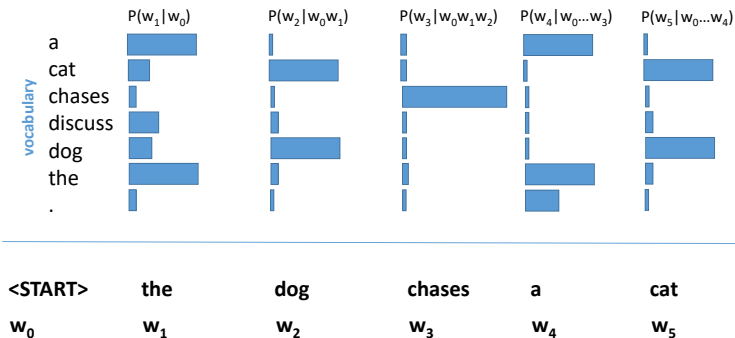 P(w₁|w₀) P(w₂|w₀w₁) P(w₃|w₀w₁w₂) P(w₄|w₀...w₃) P(w₅|w₀...w₄)
vocabulary
a
cat
chases
discuss
dog
the
.
<START> the dog chases a cat
w₀ w₁ w₂ w₃ w₄ w₅